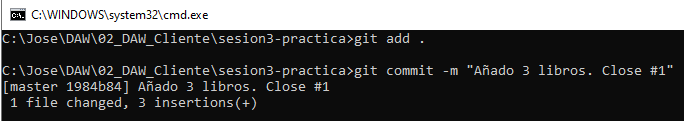 C:\WINDOWS\system32\cmd.exe
C:\Jose\DAW\02_DAW_Cliente\sesion3-practica>git add .
C:\Jose\DAW\02_DAW_Cliente\sesion3-practica>git commit -m "Añado 3 libros. Close #1"
[master 1984b84] Añado 3 libros. Close #1
 1 file changed, 3 insertions(+)